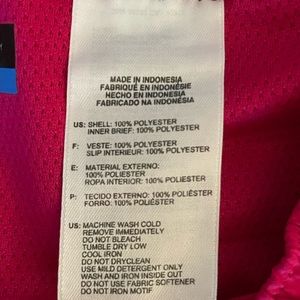 MADE IN INDONESIA
FABRIQUÉ EN INDONÉSIE
HECHO EN INDONESIA
FABRICADO NA INDONÉSIA
US: SHELL: 100% POLYESTER
INNER BRIEF: 100% POLYESTER
F: VESTE: 100% POLYESTER
SLIP INTERIEUR: 100% POLYESTER
E: MATERIAL EXTERNO:
100% POLIESTER
ROPA INTERIOR: 100% POLIESTER
P: TECIDO EXTERNO: 100% POLIÉSTER
FORRO: 100% POLIÉSTER
US: MACHINE WASH COLD
REMOVE IMMEDIATELY
DO NOT BLEACH
TUMBLE DRY LOW
COOL IRON
DO NOT DRYCLEAN
USE MILD DETERGENT ONLY
WASH AND IRON INSIDE OUT
DO NOT USE FABRIC SOFTENER
DO NOT IRON MOTIF